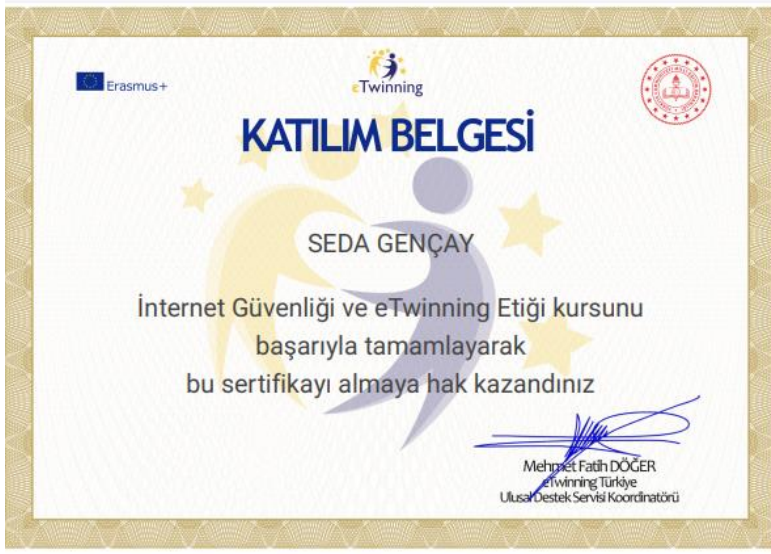 Erasmus+
eTwinning
KATILIM BELGESİ
SEDA GENÇAY
İnternet Güvenliği ve eTwinning Etiği kursunu
başarıyla tamamlayarak
bu sertifikayı almaya hak kazandınız
Mehmet Fatih DÖĞER
eTwinning Türkiye
Ulusal Destek Servisi Koordinatörü